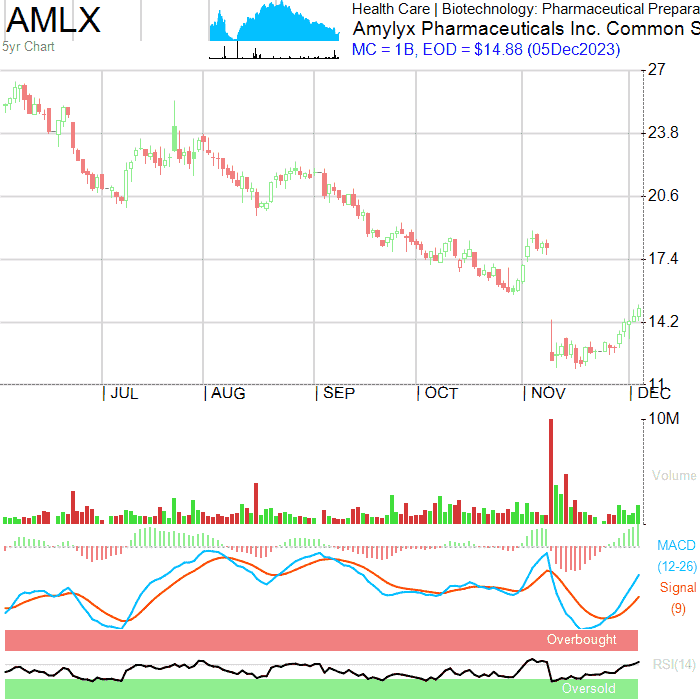 AMLX
5yr Chart
Health Care | Biotechnology: Pharmaceutical Prepara
Amylyx Pharmaceuticals Inc. Common S
MC = 1B, EOD = $14.88 (05Dec2023)
27
23.8
20.6
17.4
14.2
11
| JUL | AUG | SEP | OCT | NOV | DEC
10M
Volume
MACD
(12-26)
Signal
(9)
Overbought
RSI(14)
Oversold